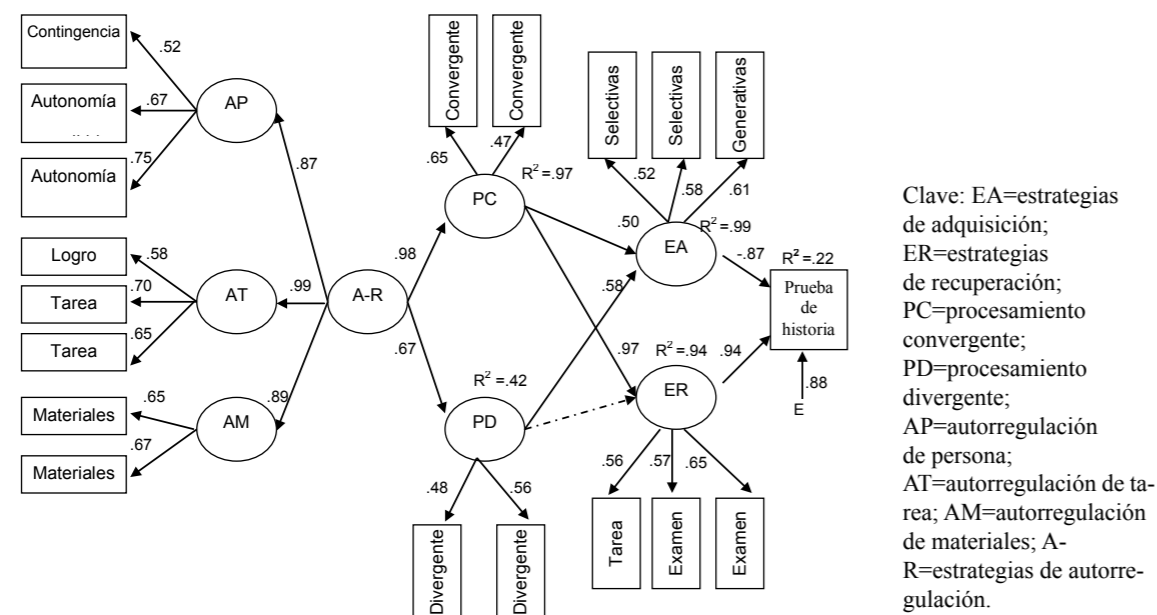 Contingencia
.52
Autonomía
.67
Autonomía
.75
AP
.87
Logro
.58
Tarea
.70
Tarea
.65
AT
.99
A-R
Materiales
.65
Materiales
.67
AM
.89
.98
.67
Convergente
Convergente
.65
.47
PC
R²=.97
PD
R²=.42
.48
.56
Divergente
Divergente
Selectivas
Selectivas
Generativas
.52
.58
.61
.50
EA
R²=.99
.58
-.87
.97
R²=.94
ER
.94
.56
.57
.65
Tarea
Examen
Examen
R²=.22
Prueba
de
historia
.88
E
Clave: EA=estrategias
de adquisición;
ER=estrategias
de recuperación;
PC=procesamiento
convergente;
PD=procesamiento
divergente;
AP=autorregulación
de persona;
AT=autorregulación de ta-
rea; AM=autorregulación
de materiales; A-
R=estrategias de autorre-
gulación.